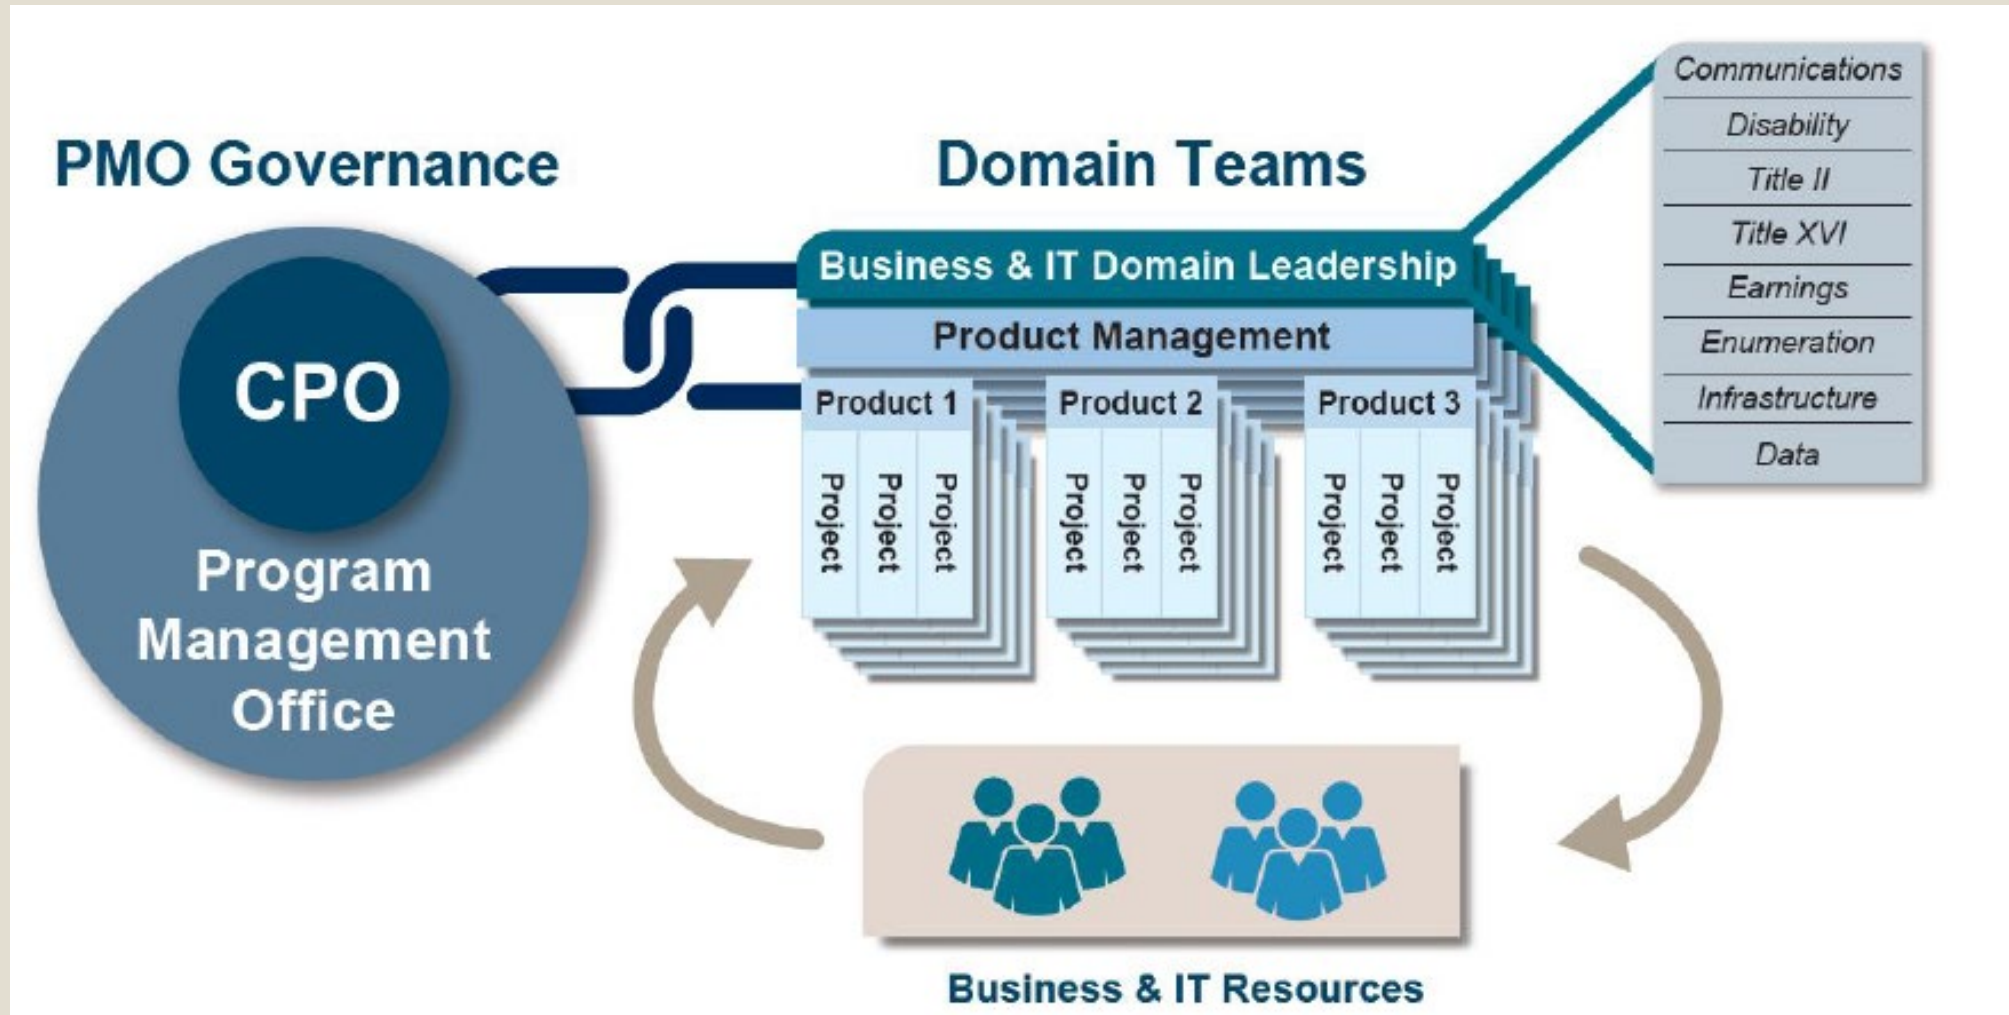 PMO Governance
CPO
Program
Management
Office
Domain Teams
Business & IT Domain Leadership
Product Management
Product 1
Project
Project
Project
Product 2
Project
Project
Project
Product 3
Project
Project
Project
Communications
Disability
Title II
Title XVI
Earnings
Enumeration
Infrastructure
Data
Business & IT Resources